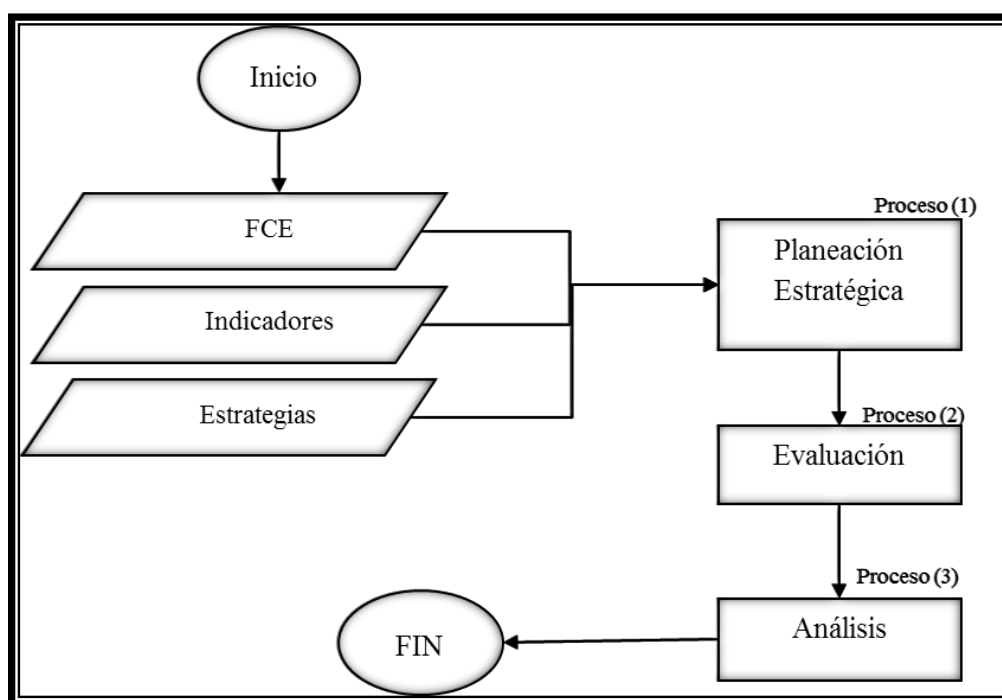 Inicio
FCE
Indicadores
Estrategias
Proceso (1)
Planeación
Estratégica
Proceso (2)
Evaluación
Proceso (3)
Análisis
FIN